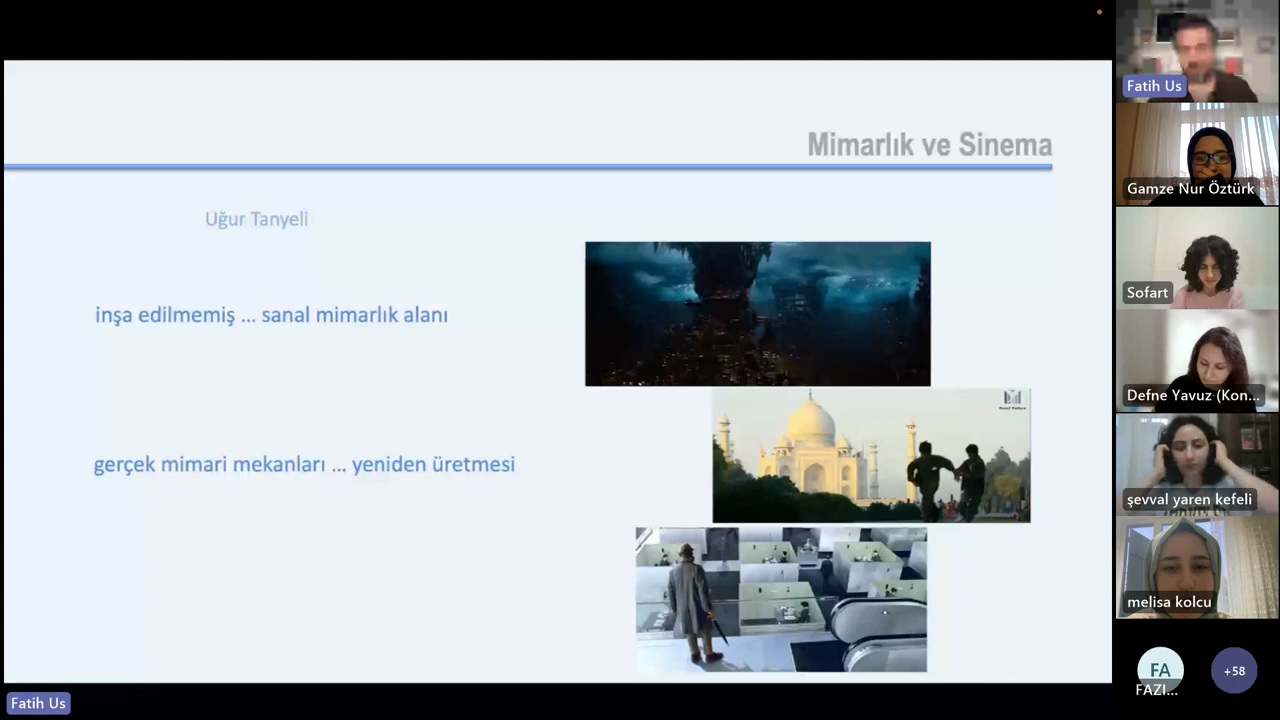 Mimarlık ve Sinema
Uğur Tanyeli
inşa edilmemiş ... sanal mimarlık alanı
gerçek mimari mekanları ... yeniden üretmesi
Fatih Us
Gamze Nur Öztürk
Sofart
Defne Yavuz (Kon...
şevval yaren kefeli
melisa kolcu
FA
FAZI...
+58
Fatih Us